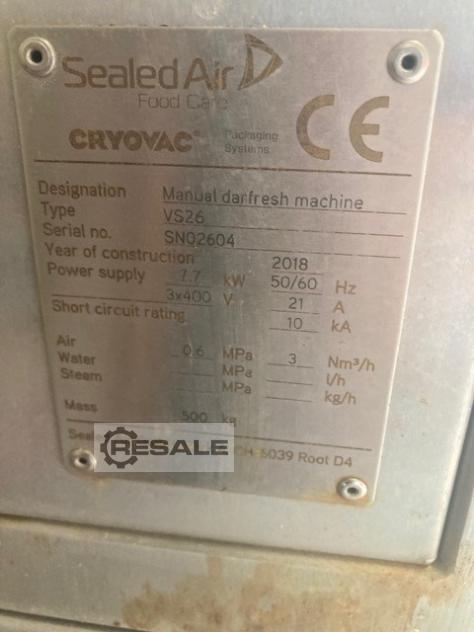 Sealed Air
Food Care
CRYOVAC® Packaging Systems
CE
Designation Manual darfresh machine
Type VS26
Serial no. SN02604
Year of construction 2018
Power supply 7.7 kW 50/60 Hz
3x400 V 21 A
Short circuit rating 10 kA
Air 0.6 MPa 3 Nm³/h
Water MPa l/h
Steam MPa kg/h
Mass 500 kg
RESALE
CH-6039 Root D4